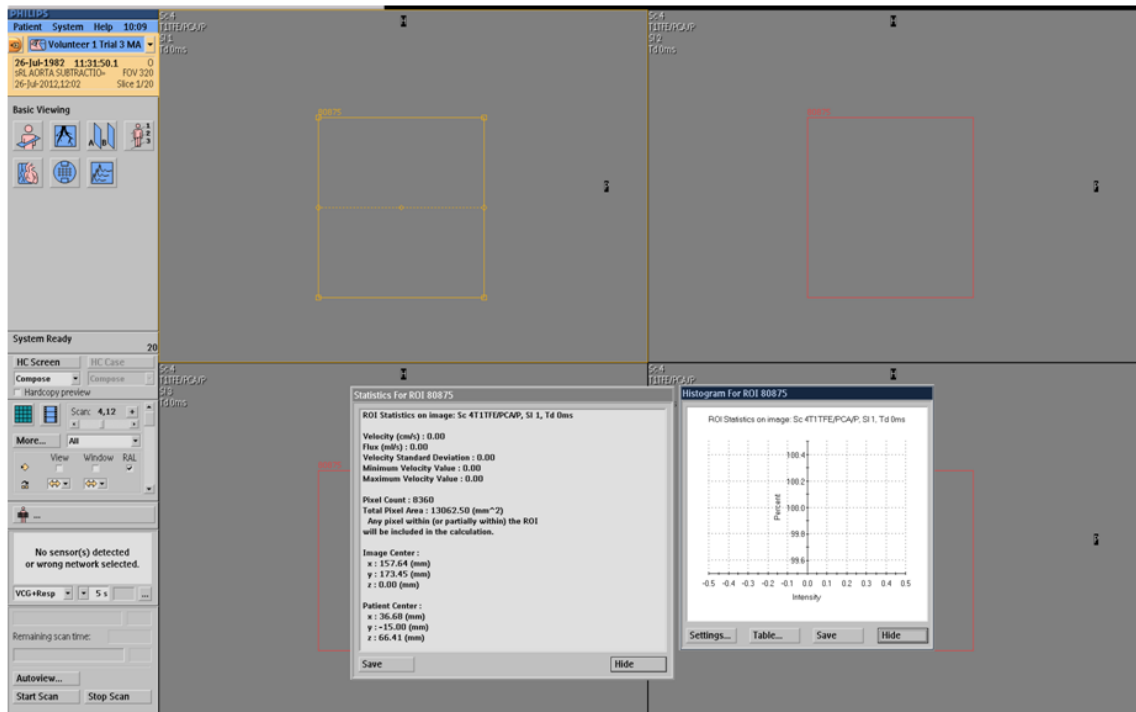 PHILIPS
Patient System Help 10:09
Volunteer 1 Trial 3 MA
26-Jul-1982 11:31:50.1 0
sRL AORTA SUBTRACTIO= FOV 320
26-Jul-2012,12:02 Slice 1/20
Basic Viewing
A B
1
2
3
System Ready
20
HC Screen HC Case
Compose Compose
Hardcopy preview
Scan: 4,12
More... All
View Window RAL
...
No sensor(s) detected
or wrong network selected.
VCG+Resp 5 s ...
Remaining scan time:
Autoview...
Start Scan Stop Scan
Sc 4
T1TFE/PCA/P
Sl 1
Td 0ms
80875
Sc 4
T1TFE/PCA/P
Sl 2
Td 0ms
80875
Sc 4
T1TFE/PCA/P
Sl 3
Td 0ms
Sc 4
T1TFE/PCA/P
Statistics For ROI 80875
ROI Statistics on image: Sc 4T1TFE/PCA/P, Sl 1, Td 0ms
Velocity (cm/s) : 0.00
Flux (ml/s) : 0.00
Velocity Standard Deviation : 0.00
Minimum Velocity Value : 0.00
Maximum Velocity Value : 0.00
Pixel Count : 8360
Total Pixel Area : 13062.50 (mm^2)
Any pixel within (or partially within) the ROI
will be included in the calculation.
Image Center :
x : 157.64 (mm)
y : 173.45 (mm)
z : 0.00 (mm)
Patient Center :
x : 36.68 (mm)
y : -15.00 (mm)
z : 66.41 (mm)
Save Hide
Histogram For ROI 80875
ROI Statistics on image: Sc 4T1TFE/PCA/P, Sl 1, Td 0ms
Percent
100.4
100.2
100.0
99.8
99.6
-0.5 -0.4 -0.3 -0.2 -0.1 0.0 0.1 0.2 0.3 0.4 0.5
Intensity
Settings... Table... Save Hide